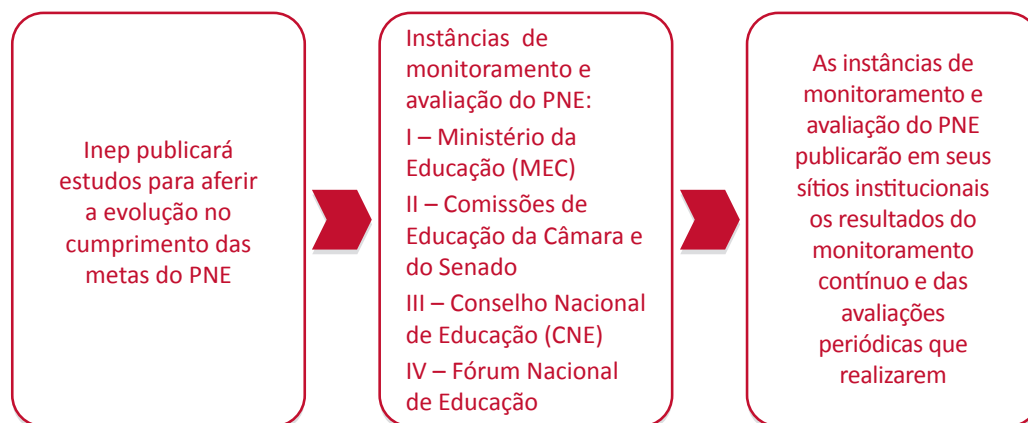 Inep publicará
estudos para aferir
a evolução no
cumprimento das
metas do PNE
Instâncias de
monitoramento e
avaliação do PNE:
I – Ministério da
Educação (MEC)
II – Comissões de
Educação da Câmara e
do Senado
III – Conselho Nacional
de Educação (CNE)
IV – Fórum Nacional
de Educação
As instâncias de
monitoramento e
avaliação do PNE
publicarão em seus
sítios institucionais
os resultados do
monitoramento
contínuo e das
avaliações
periódicas que
realizarem